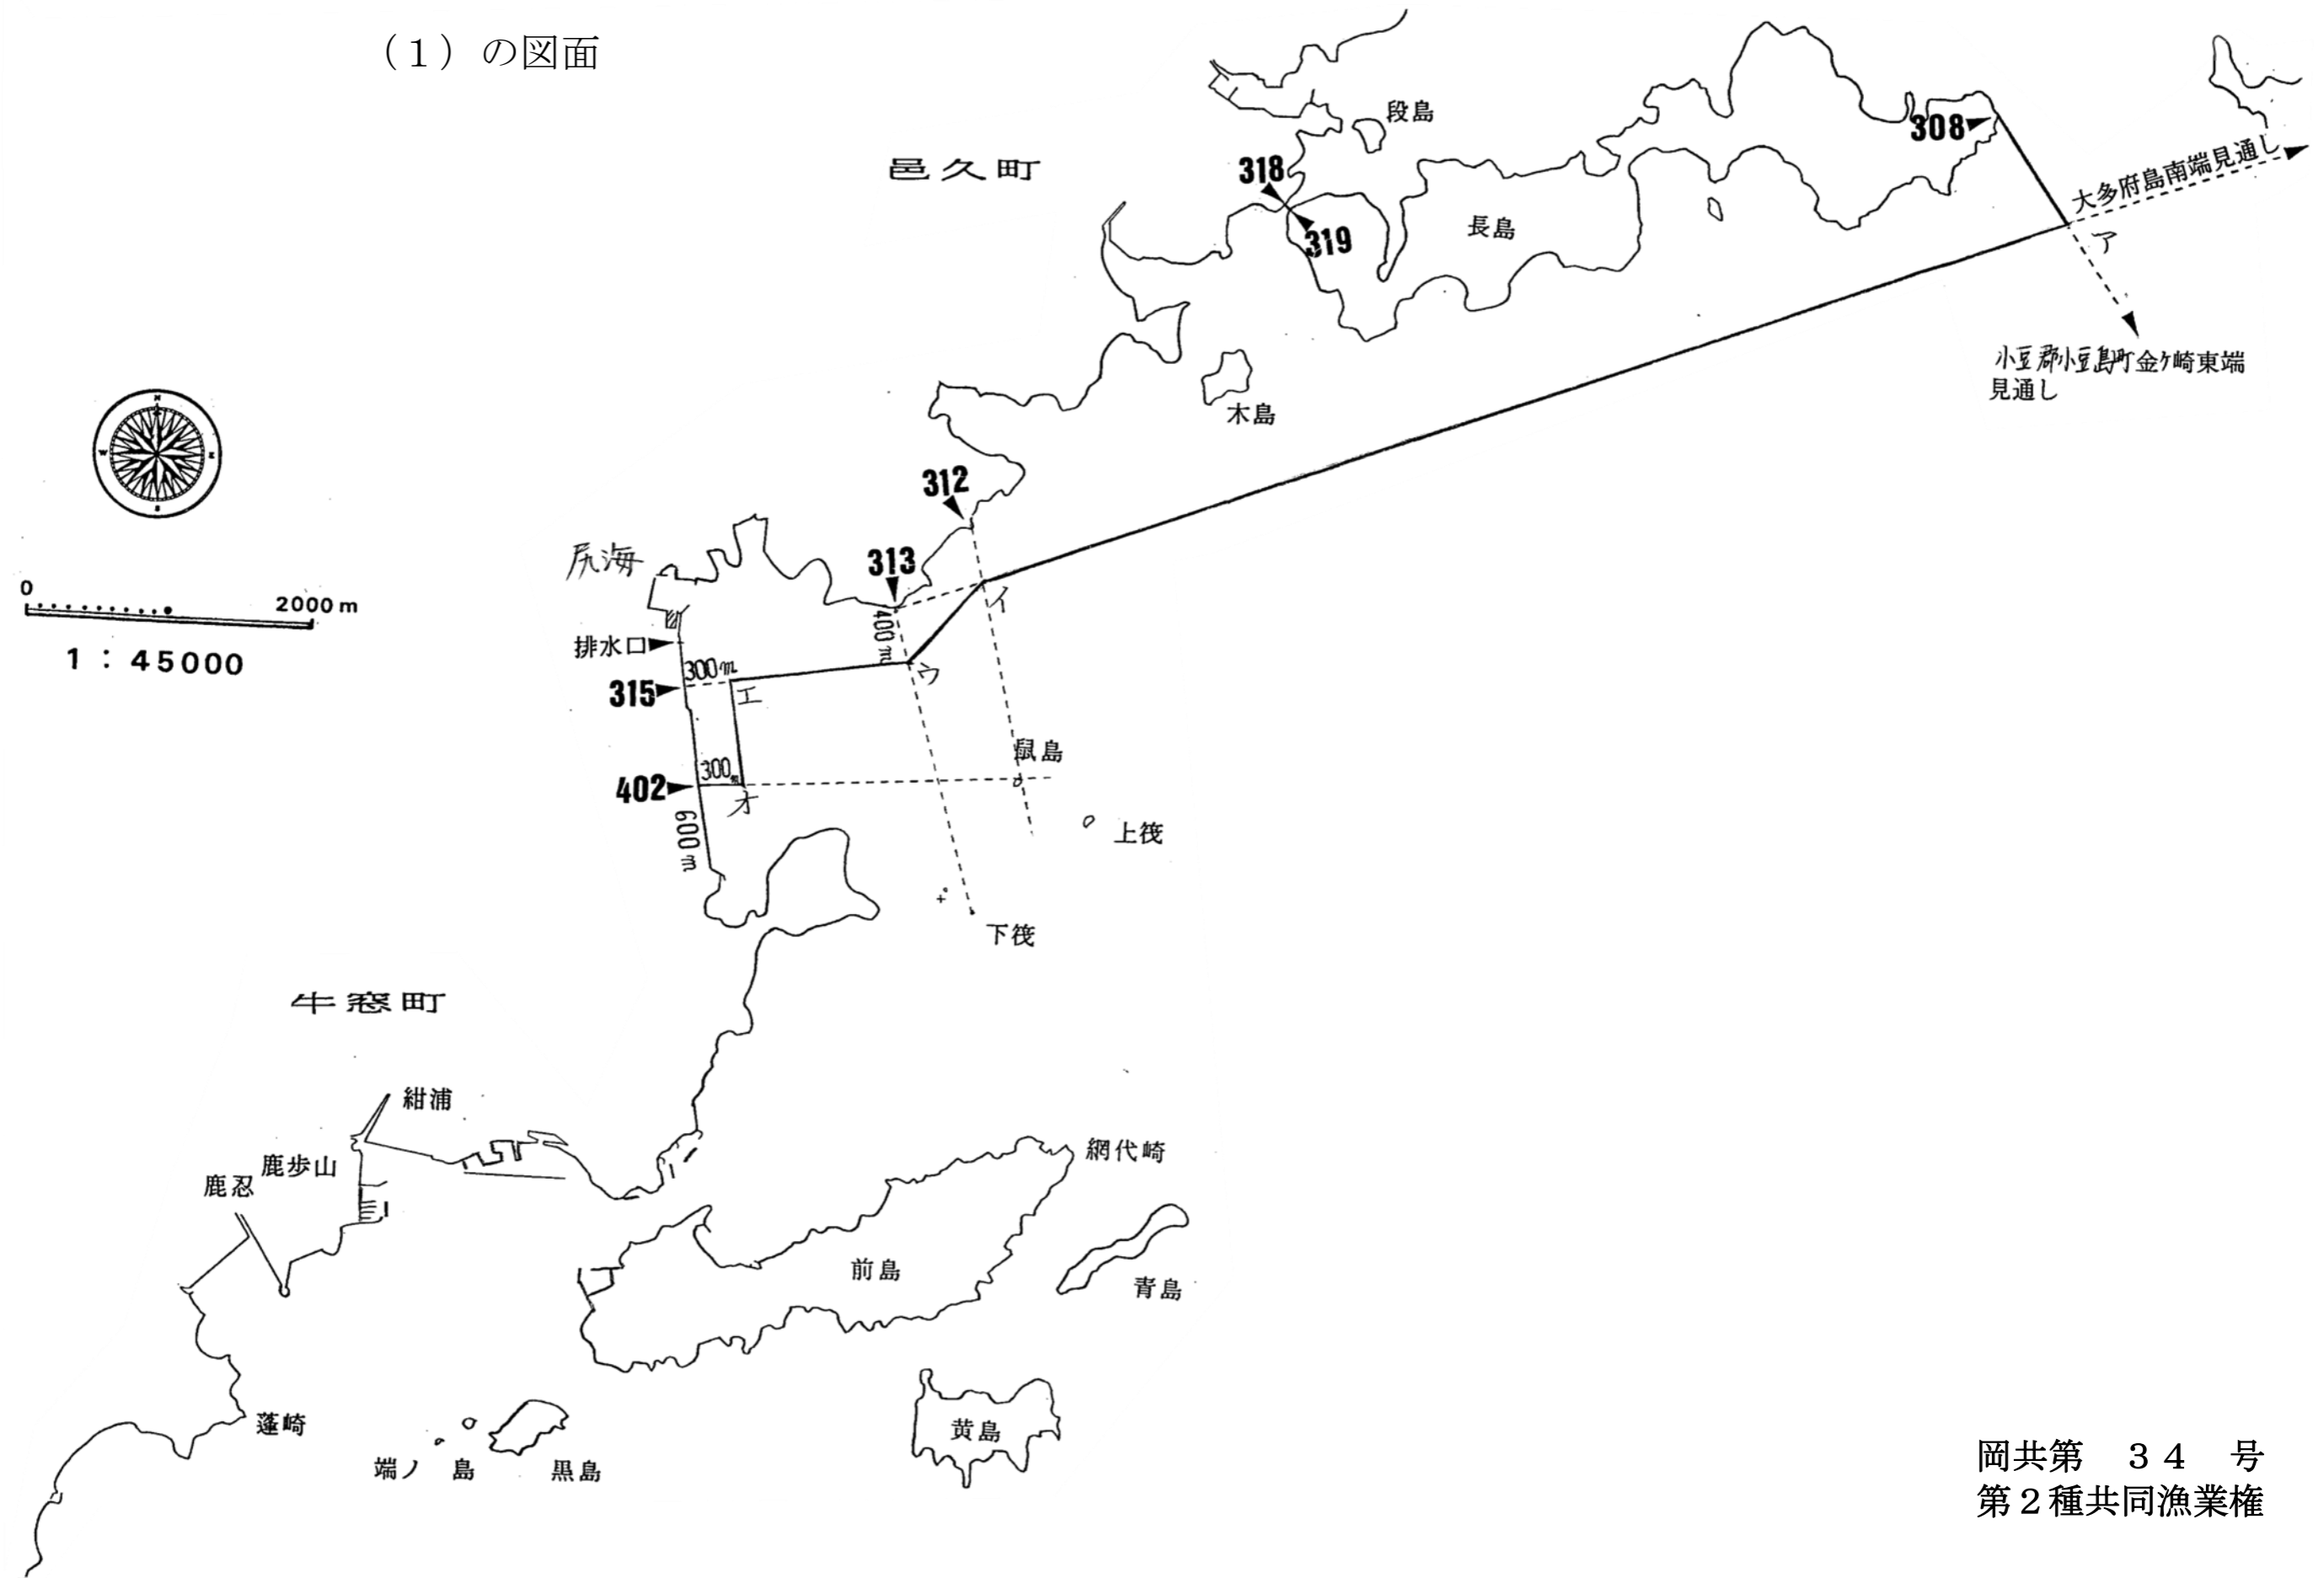 （１）の図面
段島
308
邑久町
318
大多府島南端見通し
319
長島
ア
小豆郡小豆島町金ヶ崎東端
見通し
木島
N
W
S
312
尻海
313
0
2000m
イ
400m
1：45000
排水口
300m
ウ
315
エ
鼠島
300m
402
オ
600m
上筏
下筏
牛窓町
紺浦
鹿歩山
網代崎
鹿忍
前島
青島
蓬崎
黄島
端ノ島
黒島
岡共第　３４　号
第２種共同漁業権